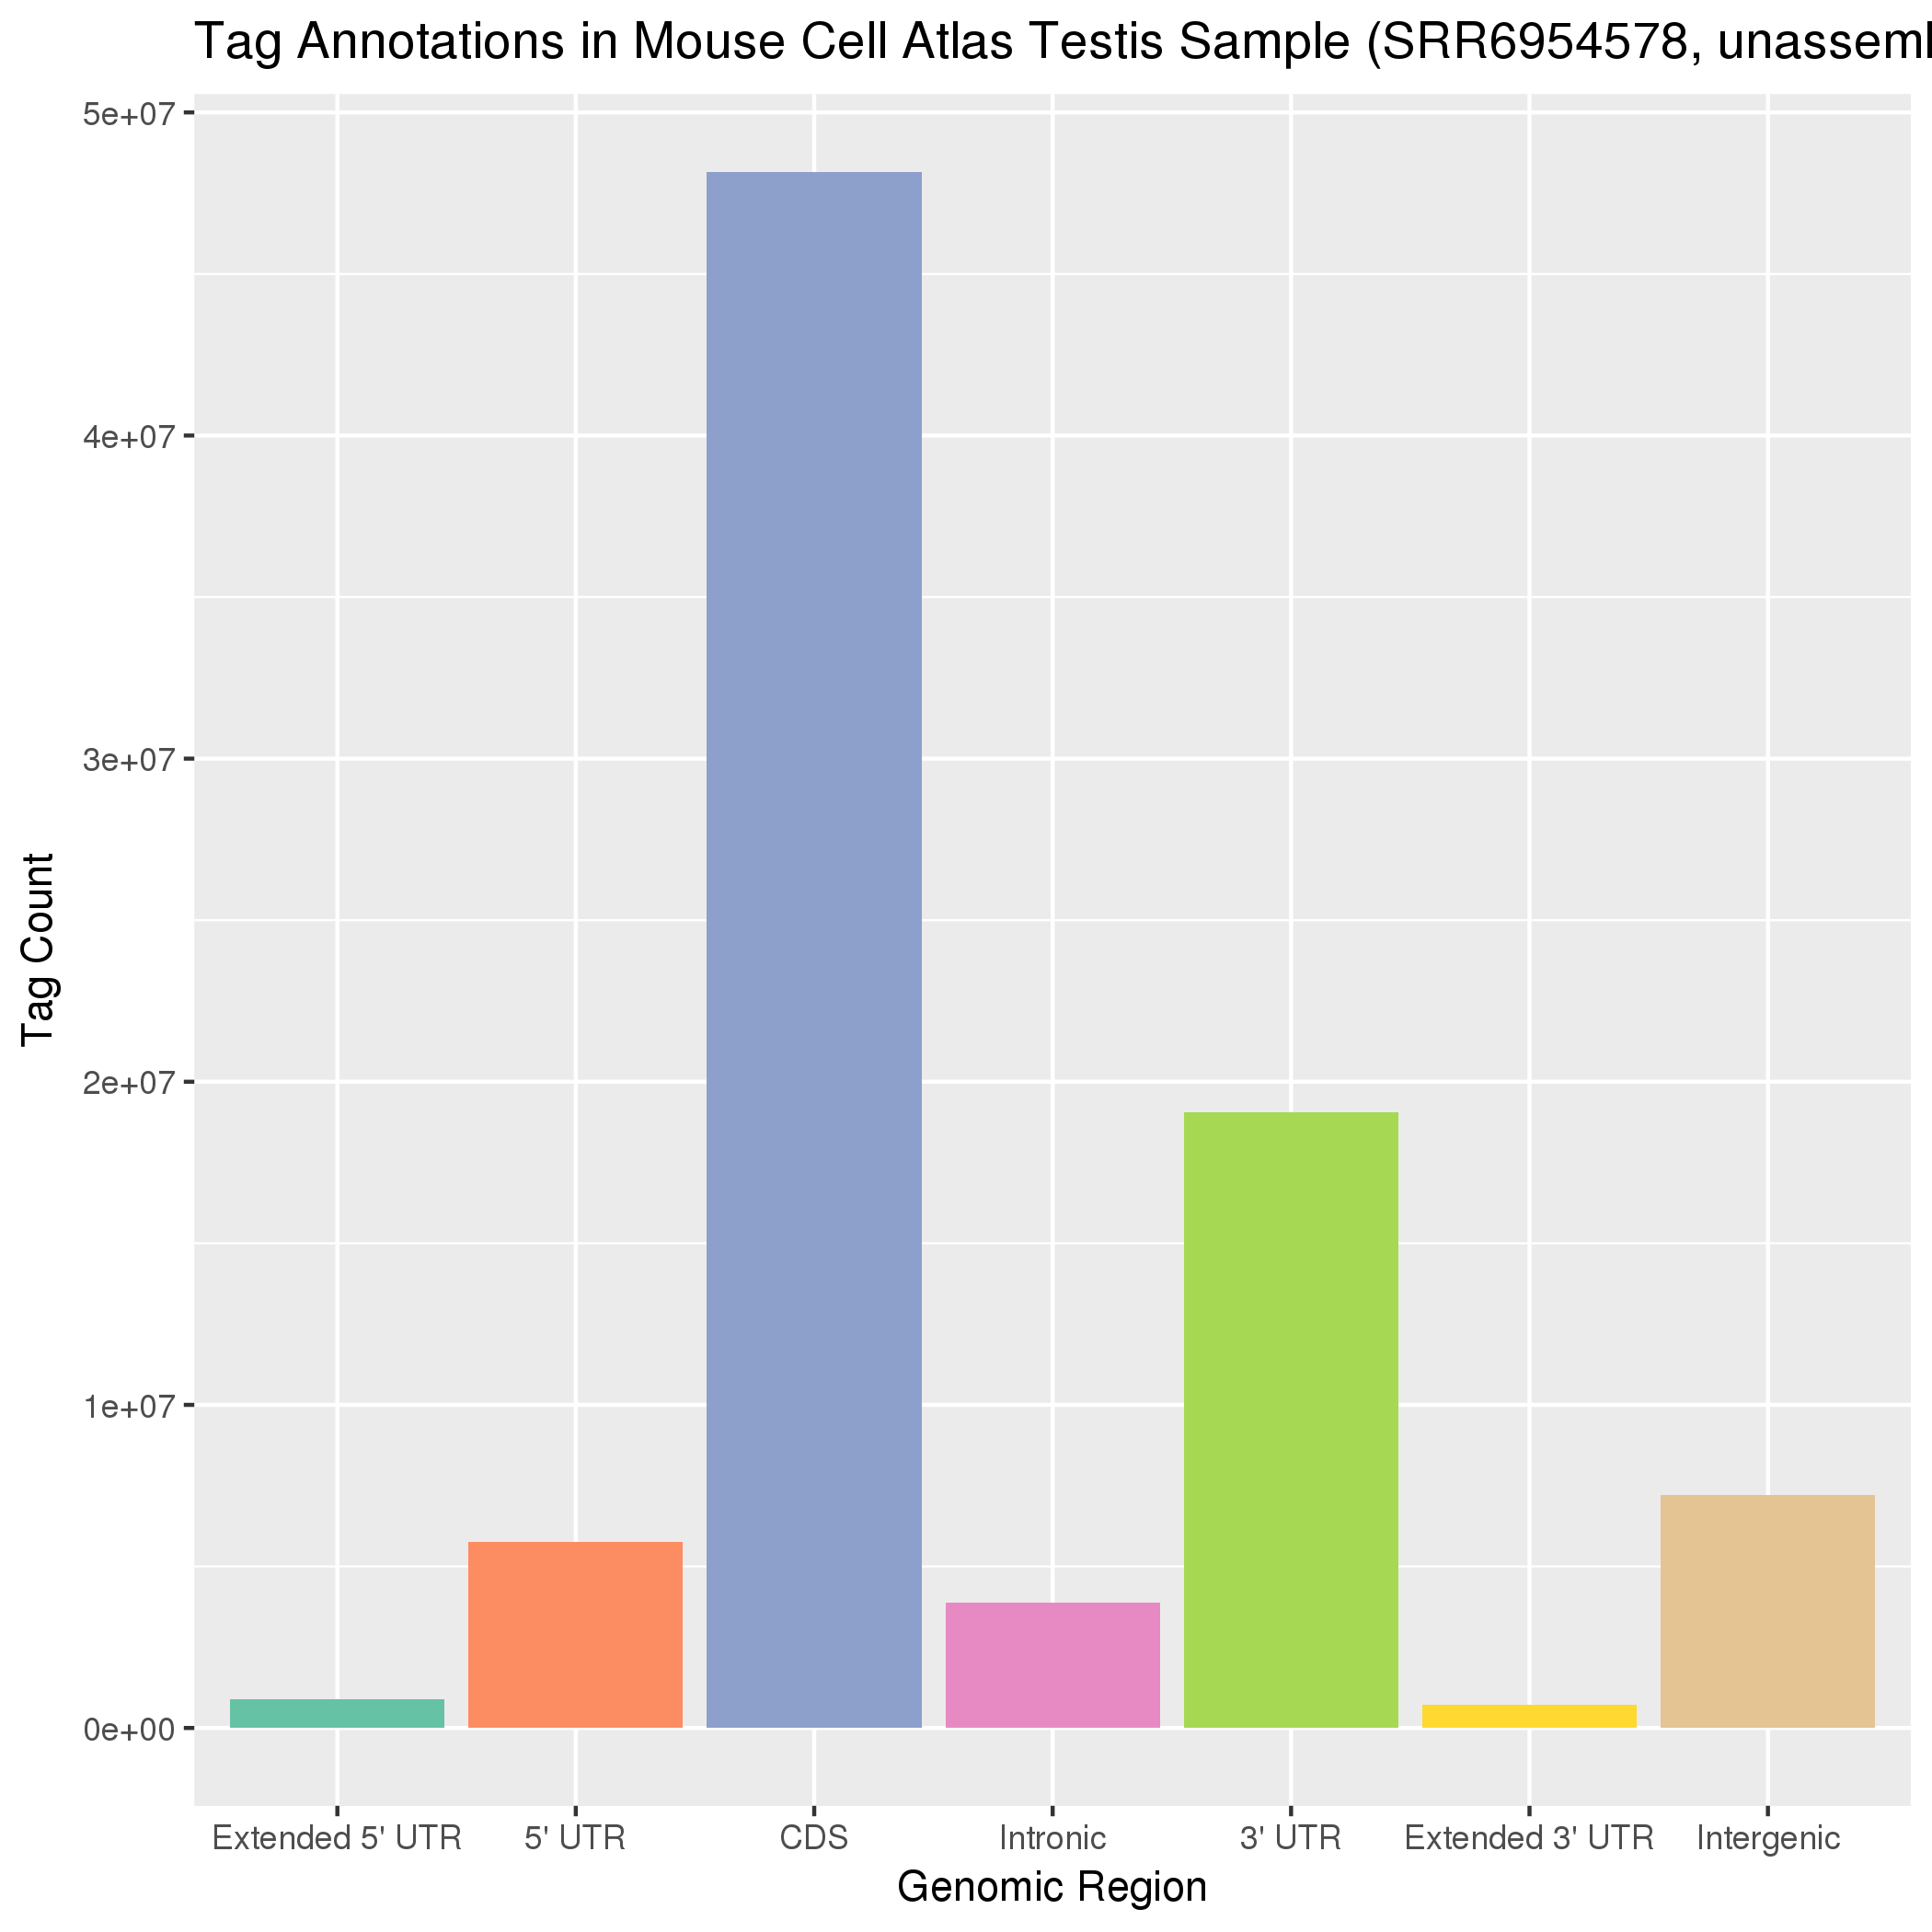 Tag Annotations in Mouse Cell Atlas Testis Sample (SRR6954578, unasseml
5e+07
4e+07
3e+07
2e+07
1e+07
0e+00
Tag Count
Extended 5' UTR 5' UTR CDS Intronic 3' UTR Extended 3' UTR Intergenic
Genomic Region